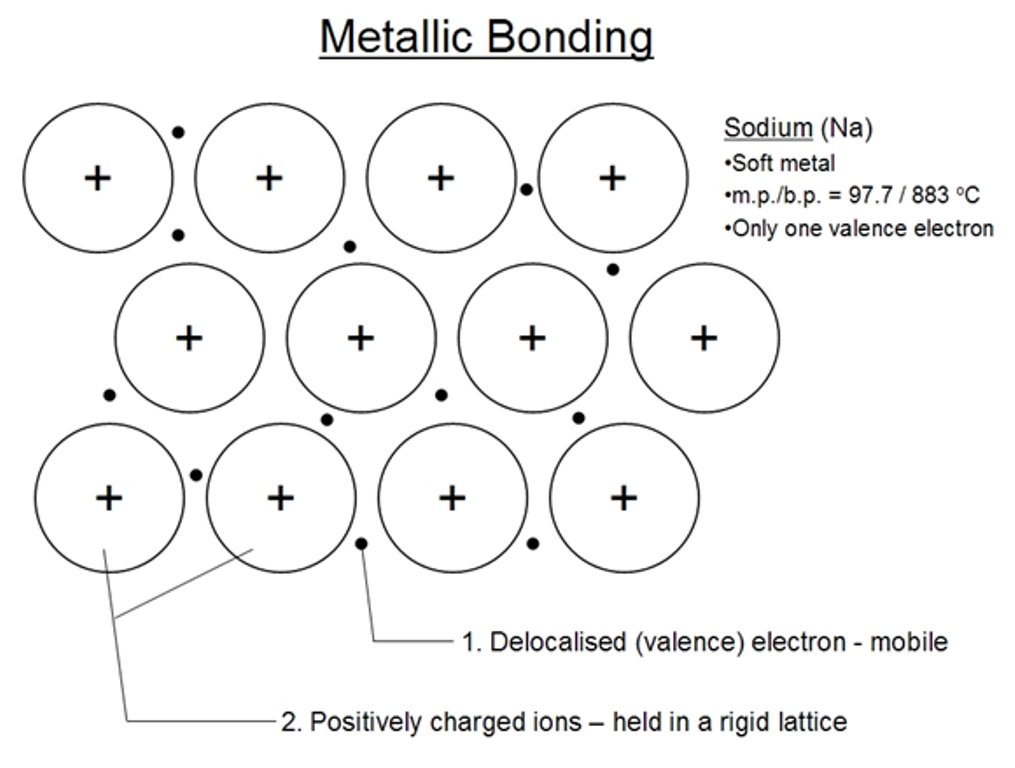 Metallic Bonding
+ + + +
Sodium (Na)
•Soft metal
•m.p./b.p. = 97.7 / 883 ºC
•Only one valence electron
+ + + +
+ + + +
1. Delocalised (valence) electron - mobile
2. Positively charged ions – held in a rigid lattice